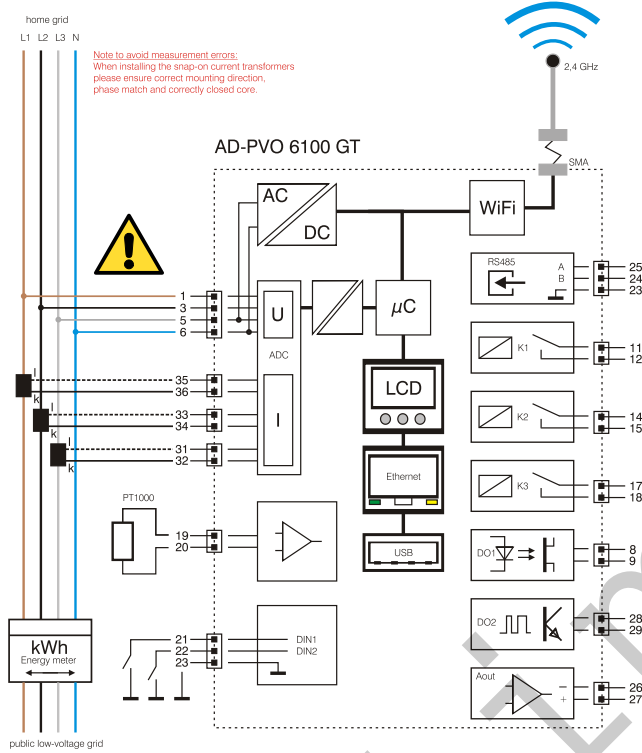 home grid
L1 L2 L3 N
Note to avoid measurement errors:
When installing the snap-on current transformers
please ensure correct mounting direction,
phase match and correctly closed core.
2,4 GHz
AD-PVO 6100 GT
SMA
AC
DC
WiFi
RS485
A
B
25
24
23
1
3
5
6
U
ADC
µC
K1
11
12
l
k
35
36
LCD
l
k
33
34
I
K2
14
15
l
k
31
32
Ethernet
K3
17
18
PT1000
19
20
USB
DO1
8
9
21
22
23
DIN1
DIN2
DO2
28
29
kWh
Energy meter
Aout
−
+
26
27
public low-voltage grid